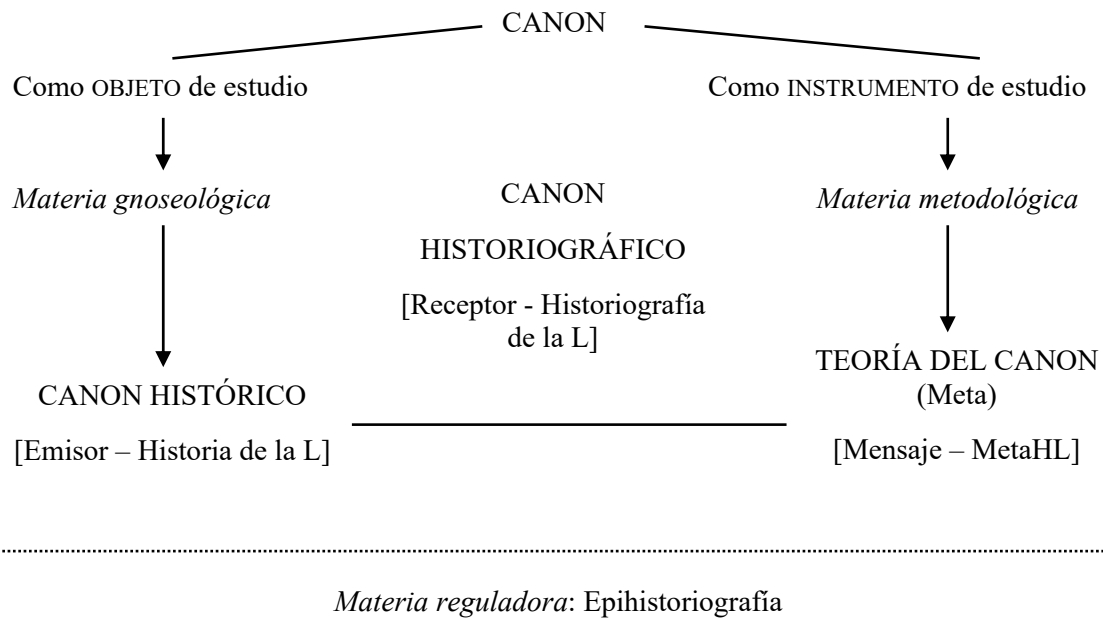 CANON
Como OBJETO de estudio
Como INSTRUMENTO de estudio
Materia gnoseológica
CANON
HISTORIOGRÁFICO
[Receptor - Historiografía
de la L]
Materia metodológica
CANON HISTÓRICO
[Emisor – Historia de la L]
TEORÍA DEL CANON
(Meta)
[Mensaje – MetaHL]
Materia reguladora: Epihistoriografía